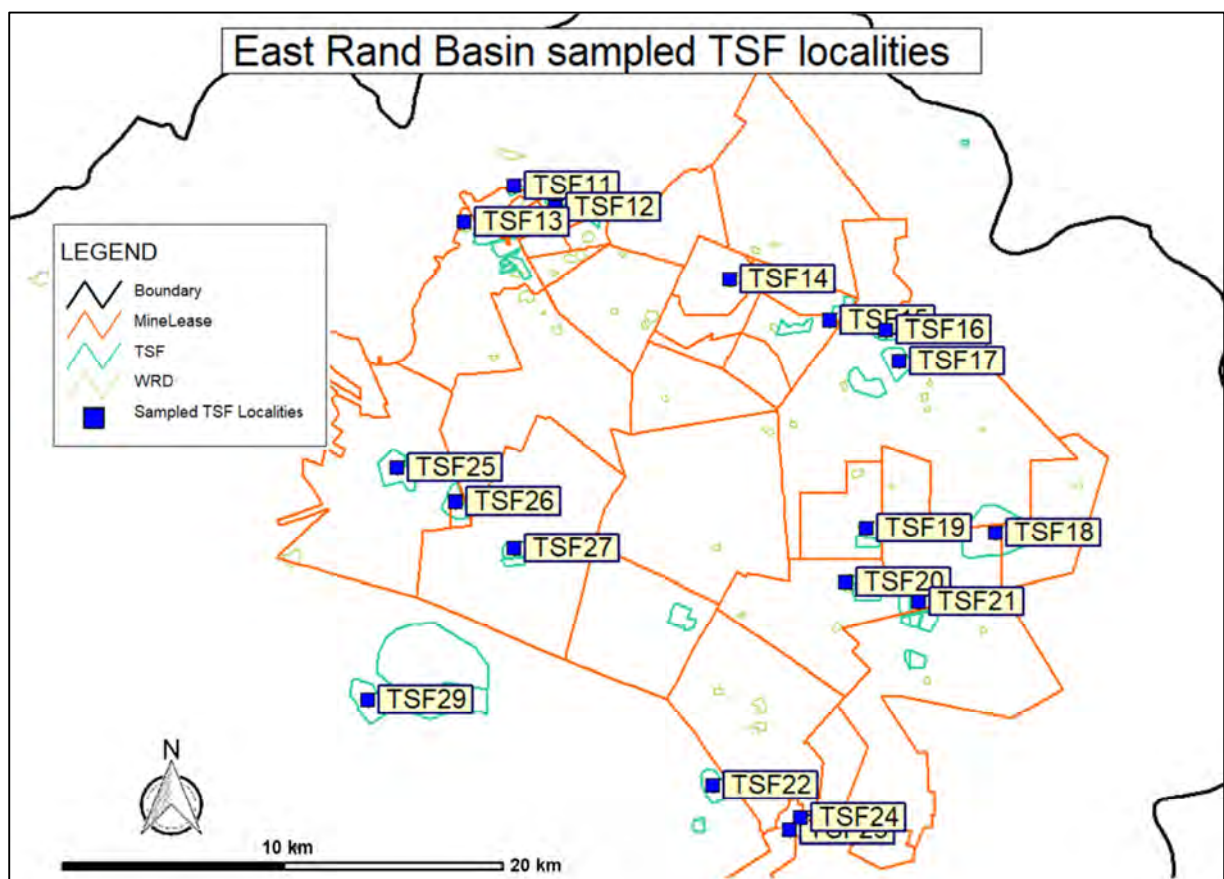 East Rand Basin sampled TSF localities
TSF11
TSF12
TSF13
LEGEND
Boundary
MineLease
TSF
WRD
Sampled TSF Localities
TSF14
TSF15
TSF16
TSF17
TSF25
TSF26
TSF27
TSF19
TSF18
TSF20
TSF21
TSF29
TSF22
TSF24
N
10 km
20 km